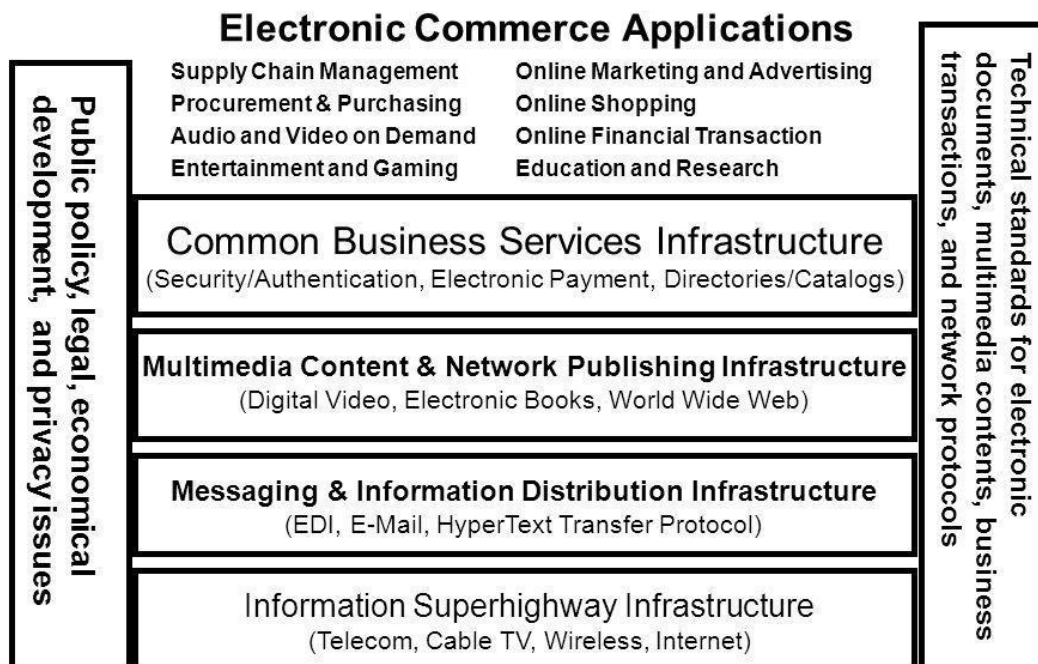 Electronic Commerce Applications
Supply Chain Management
Procurement & Purchasing
Audio and Video on Demand
Entertainment and Gaming
Online Marketing and Advertising
Online Shopping
Online Financial Transaction
Education and Research
Public policy, legal, economical
development, and privacy issues
Common Business Services Infrastructure
(Security/Authentication, Electronic Payment, Directories/Catalogs)
Multimedia Content & Network Publishing Infrastructure
(Digital Video, Electronic Books, World Wide Web)
Messaging & Information Distribution Infrastructure
(EDI, E-Mail, HyperText Transfer Protocol)
Information Superhighway Infrastructure
(Telecom, Cable TV, Wireless, Internet)
Technical standards for electronic
documents, multimedia contents, business
transactions, and network protocols